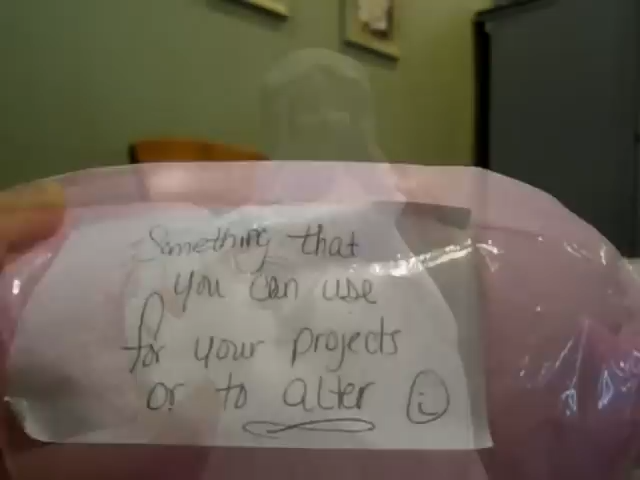 Something that
you can use
for your projects
or to alter